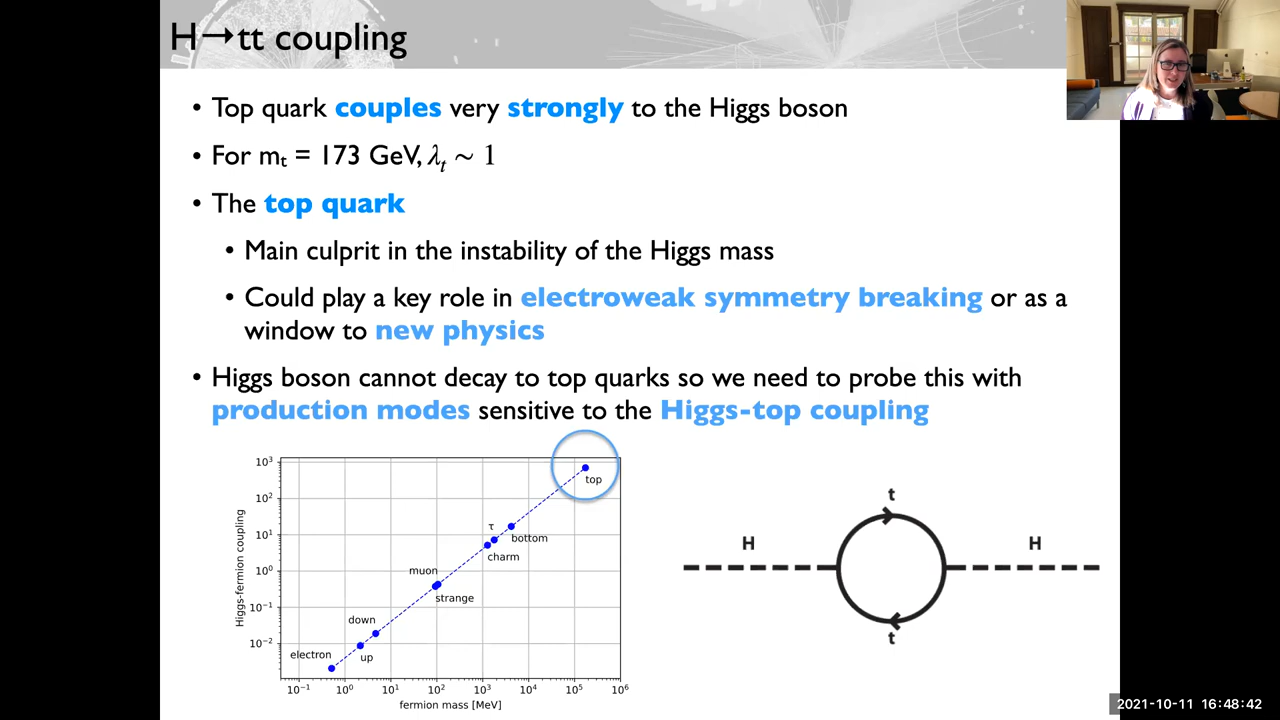 H→tt coupling
• Top quark couples very strongly to the Higgs boson
• For mₜ = 173 GeV, λₜ ∼ 1
• The top quark
• Main culprit in the instability of the Higgs mass
• Could play a key role in electroweak symmetry breaking or as a
window to new physics
• Higgs boson cannot decay to top quarks so we need to probe this with
production modes sensitive to the Higgs-top coupling
10³
10²
10¹
10⁰
10⁻¹
10⁻²
Higgs-fermion coupling
top
τ
bottom
charm
muon
strange
down
up
electron
10⁻¹ 10⁰ 10¹ 10² 10³ 10⁴ 10⁵ 10⁶
fermion mass [MeV]
t
H H
t
2021-10-11 16:48:42